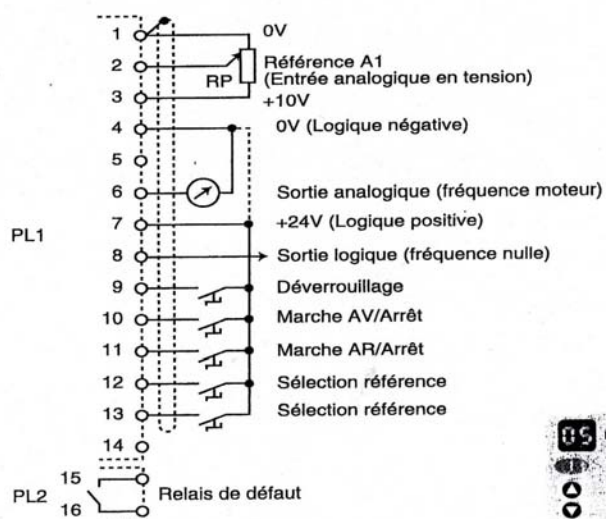 1 0V
2 Référence A1
RP (Entrée analogique en tension)
3 +10V
4 0V (Logique négative)
5
6 Sortie analogique (fréquence moteur)
PL1
7 +24V (Logique positive)
8 Sortie logique (fréquence nulle)
9 Déverrouillage
10 Marche AV/Arrêt
11 Marche AR/Arrêt
12 Sélection référence
13 Sélection référence
14
05
PL2
15 Relais de défaut
16